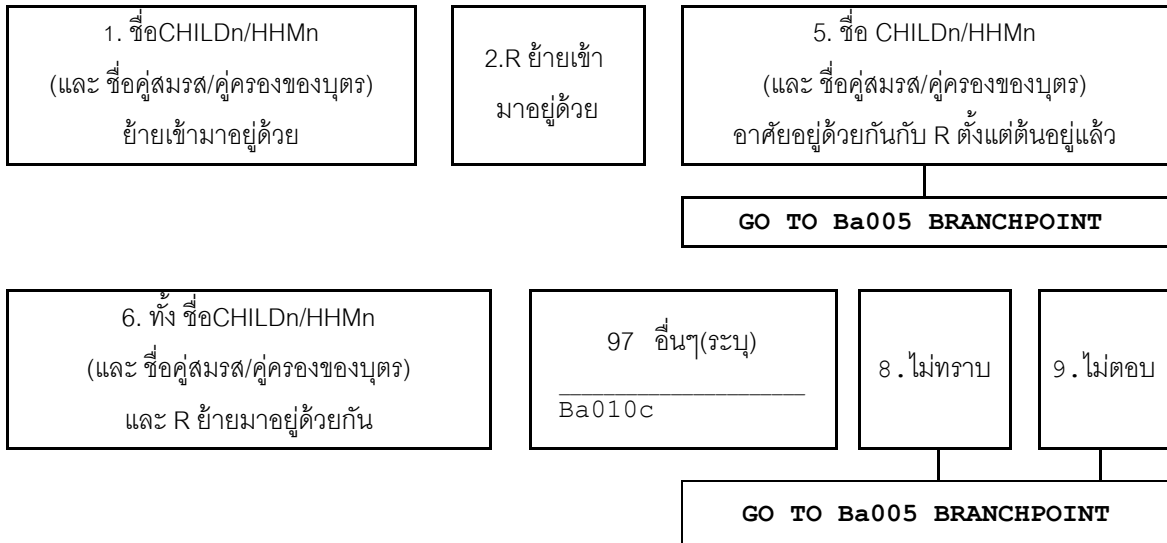 1. ชื่อCHILDn/HHMn
(และ ชื่อคู่สมรส/คู่ครองของบุตร)
ย้ายเข้ามาอยู่ด้วย
2.R ย้ายเข้า
มาอยู่ด้วย
5. ชื่อ CHILDn/HHMn
(และ ชื่อคู่สมรส/คู่ครองของบุตร)
อาศัยอยู่ด้วยกันกับ R ตั้งแต่ต้นอยู่แล้ว
GO TO Ba005 BRANCHPOINT
6. ทั้ง ชื่อCHILDn/HHMn
(และ ชื่อคู่สมรส/คู่ครองของบุตร)
และ R ย้ายมาอยู่ด้วยกัน
97 อื่นๆ(ระบุ)
______________________
Ba010c
8.ไม่ทราบ
9.ไม่ตอบ
GO TO Ba005 BRANCHPOINT